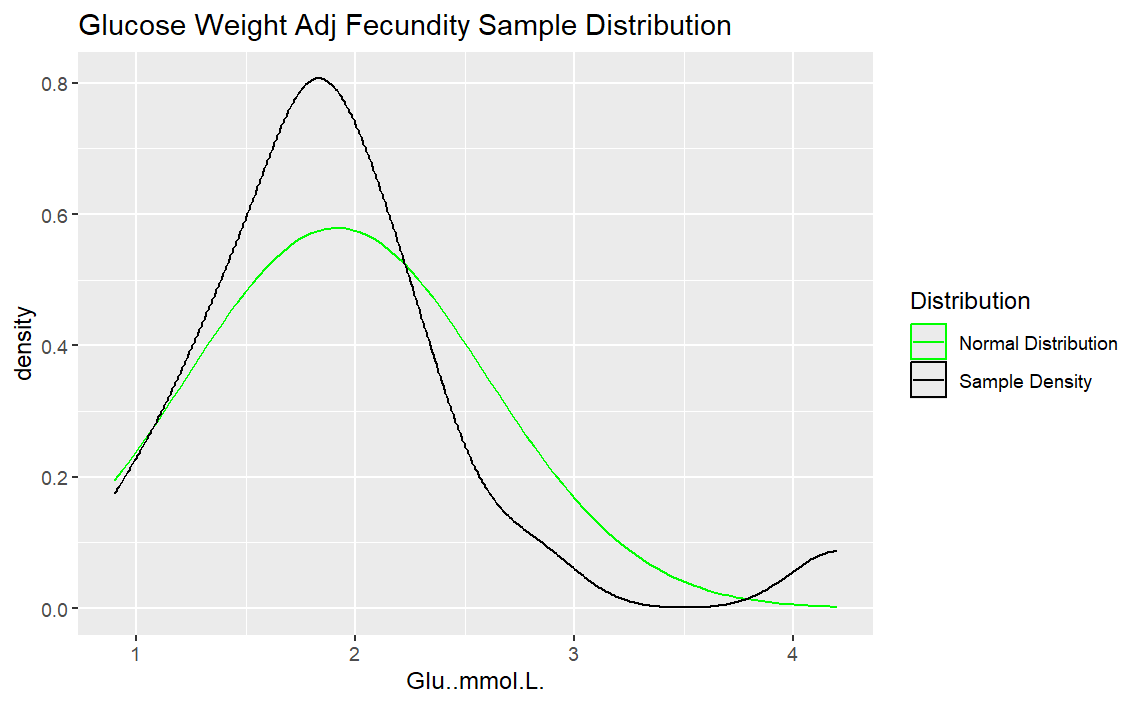 Glucose Weight Adj Fecundity Sample Distribution
0.8
0.6
0.4
0.2
0.0
density
1 2 3 4
Glu..mmol.L.
Distribution
Normal Distribution
Sample Density